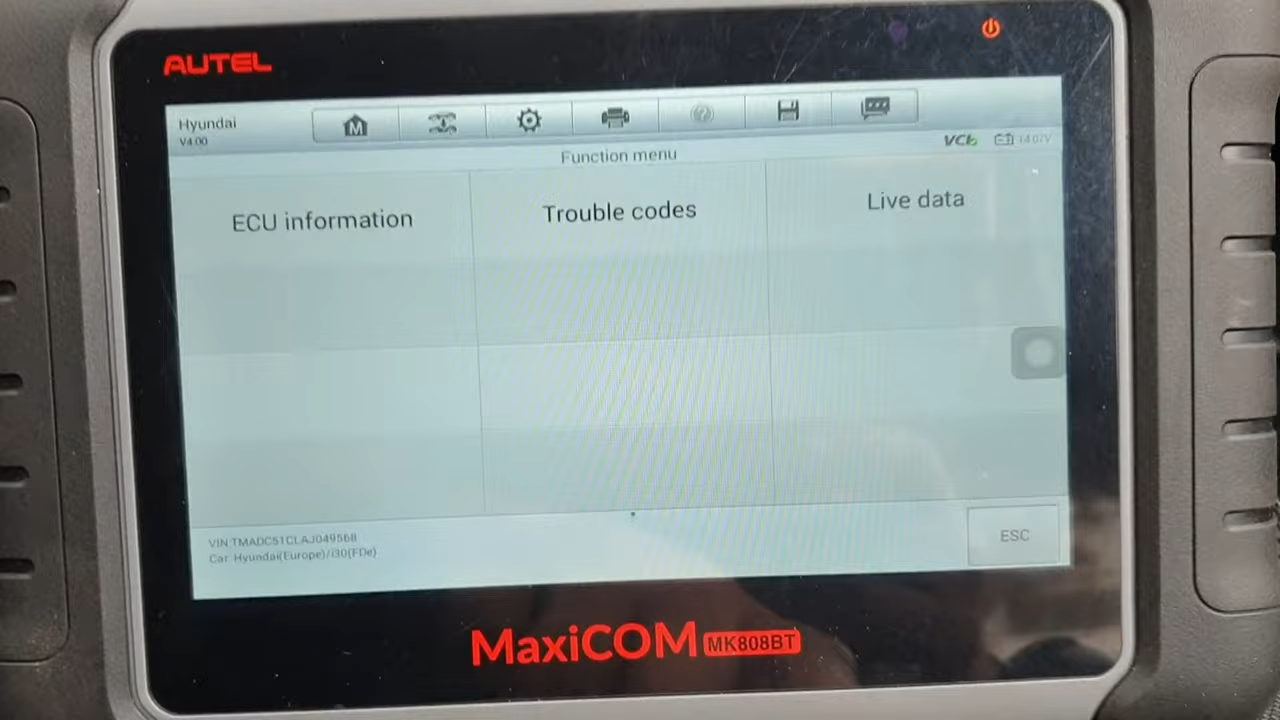 AUTEL
Hyundai
V4.00
M
VCI
14.07V
Function menu
ECU information
Trouble codes
Live data
VIN:TMADC51CLAJ049568
Car: Hyundai(Europe)/i30(FDe)
ESC
MaxiCOM MK808BT